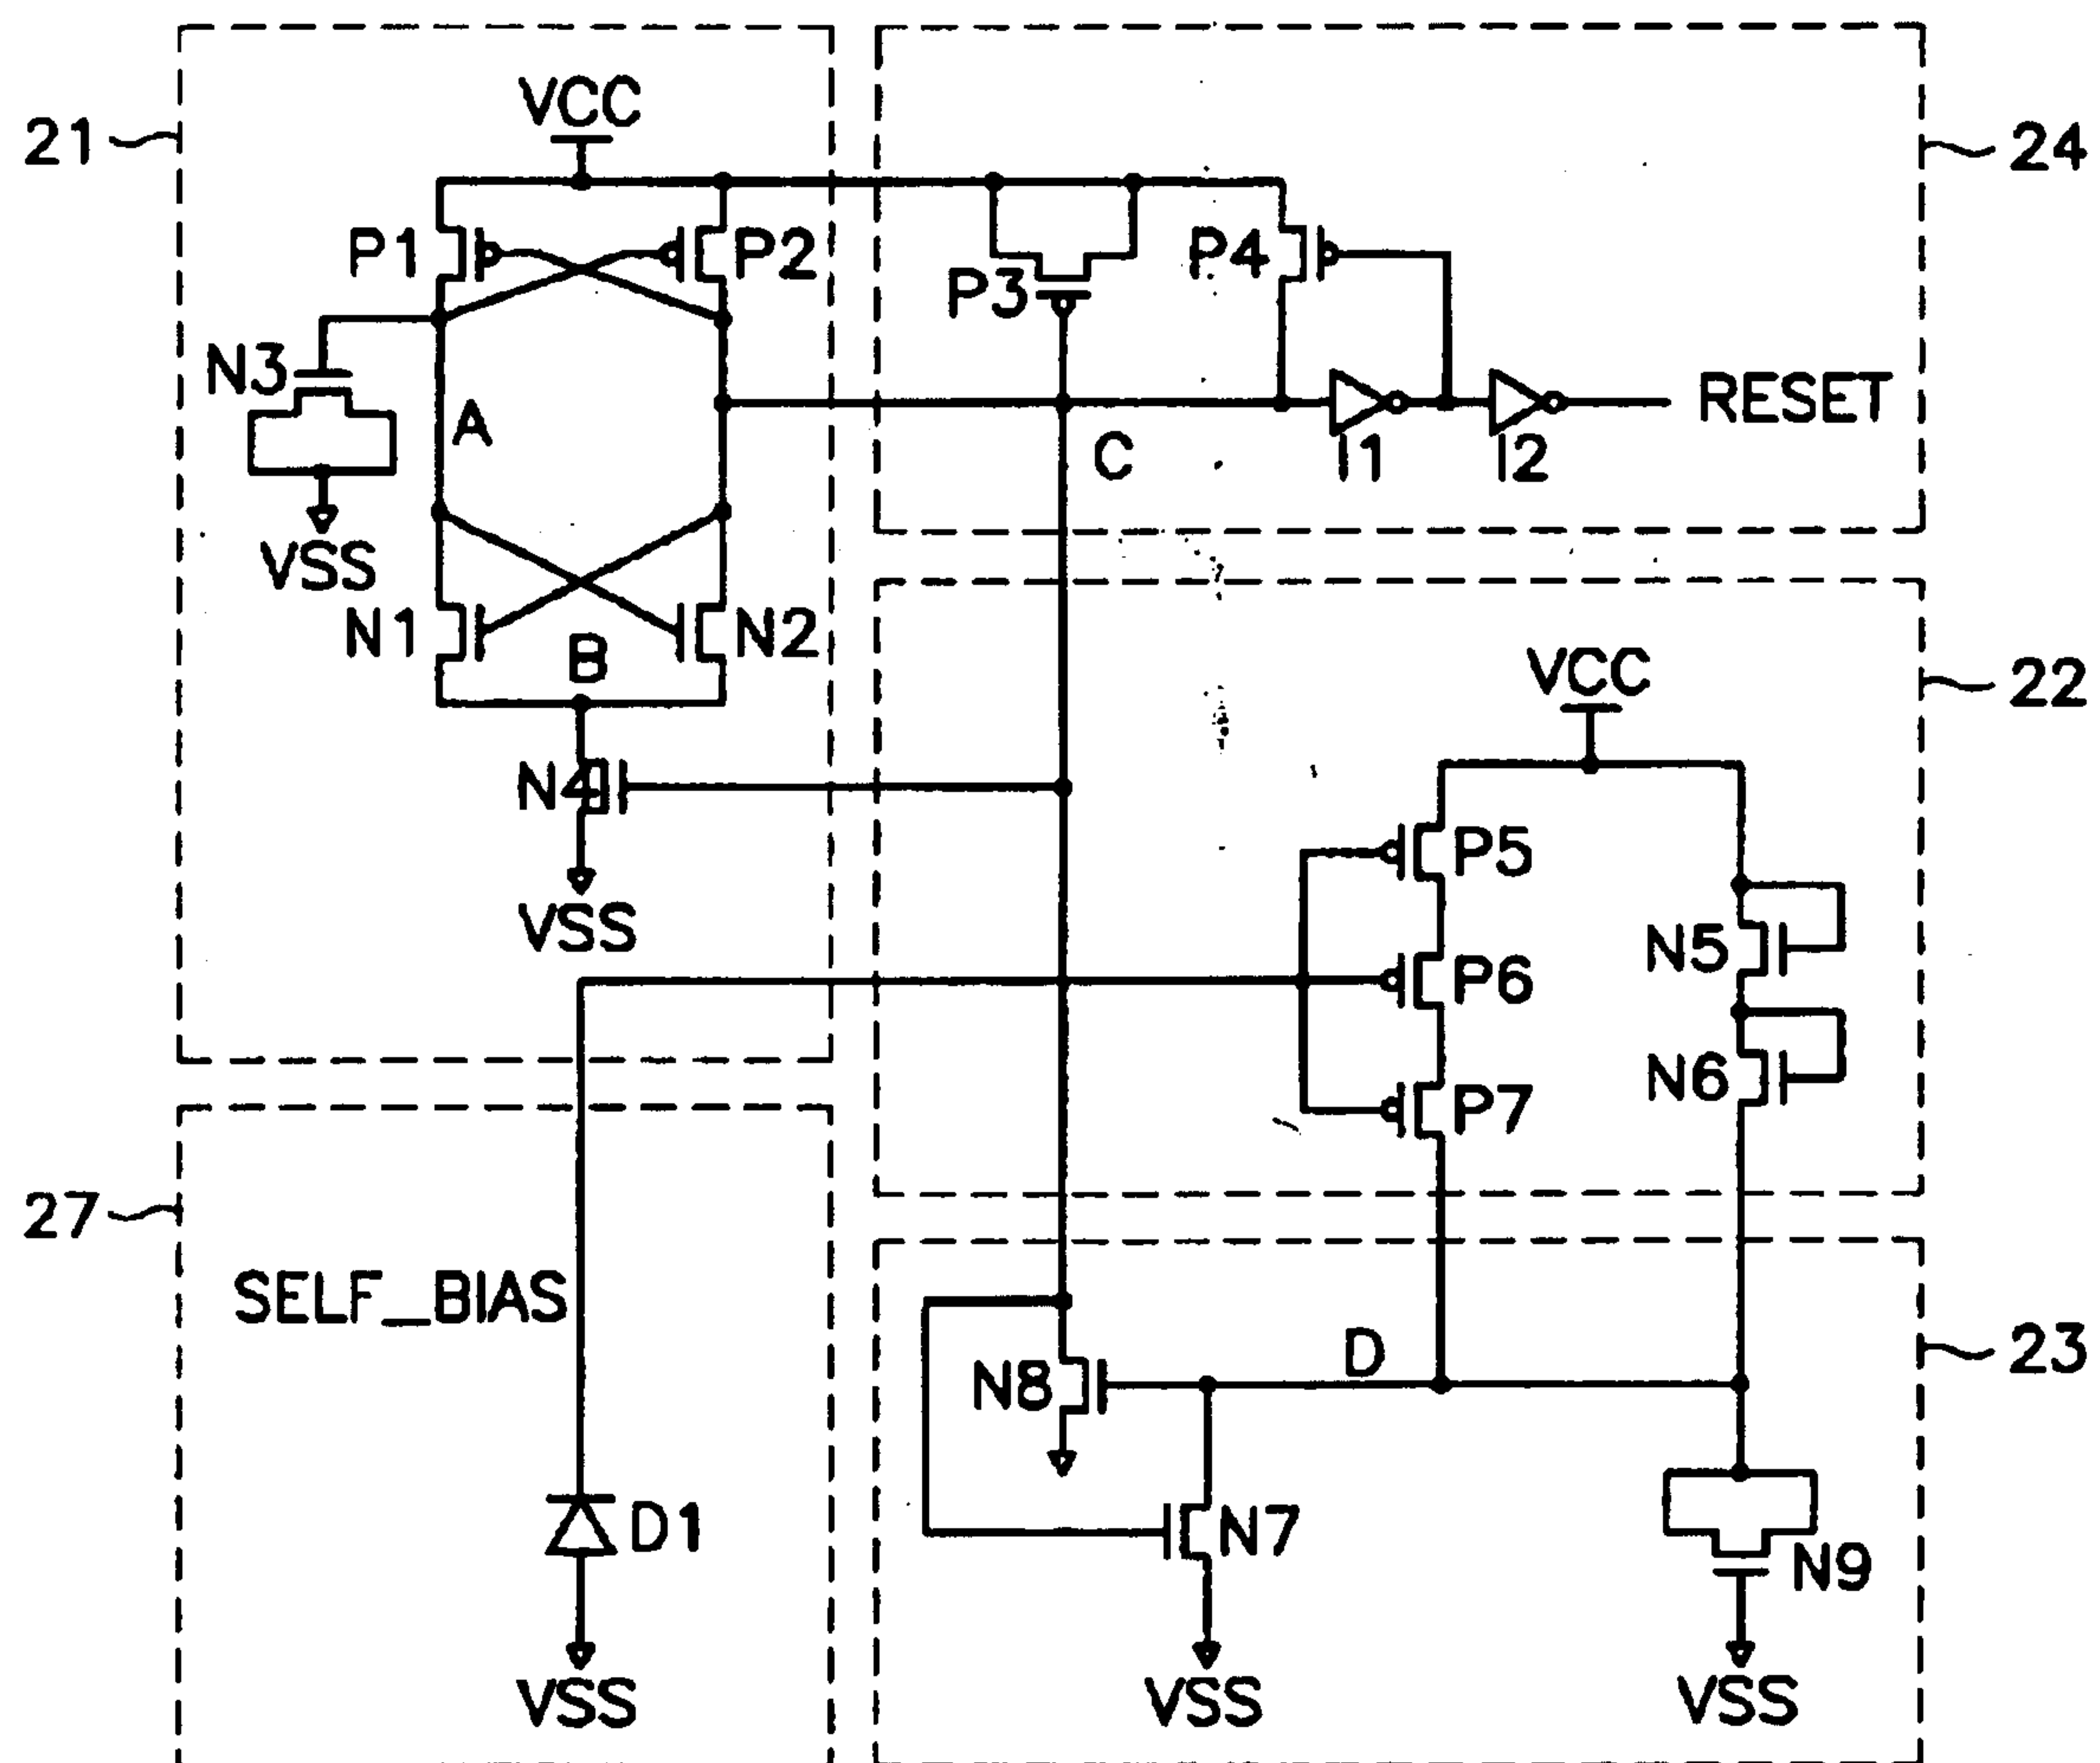 VCC
21
24
P1
P2
P4
P3
N3
A
RESET
C
I1
I2
VSS
N1
B
N2
VCC
22
N4
P5
VSS
N5
P6
N6
P7
27
SELF_BIAS
D
23
N8
D1
N7
N9
VSS
VSS
VSS